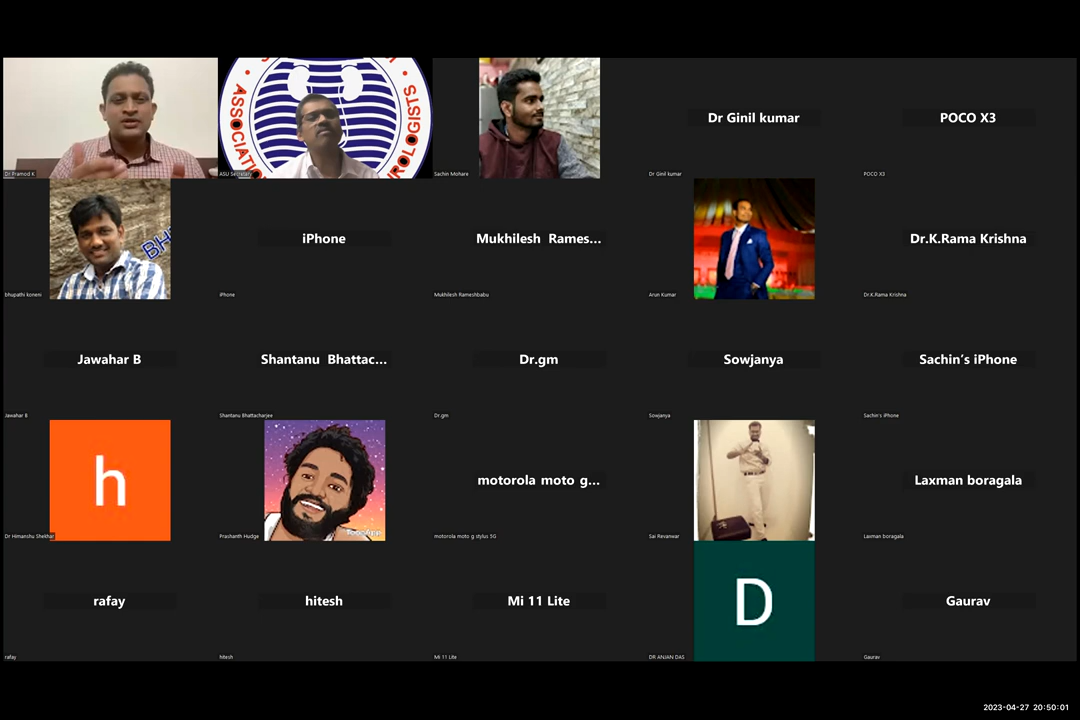 ASSOCIATI
ROLOGISTS
Dr Ginil kumar
POCO X3
Dr Pramod K
ASU Secretary
Sachin Mohare
Dr Ginil kumar
POCO X3
BH
iPhone
Mukhilesh Rames...
Dr.K.Rama Krishna
bhupathi koneni
iPhone
Mukhilesh Rameshbabu
Arun Kumar
Dr.K.Rama Krishna
Jawahar B
Shantanu Bhattac...
Dr.gm
Sowjanya
Sachin’s iPhone
Jawahar B
Shantanu Bhattacharjee
Dr.gm
Sowjanya
Sachin's iPhone
h
motorola moto g...
Laxman boragala
Dr Himanshu Shekhar
Prashanth Hudge
motorola moto g stylus 5G
Sai Revanwar
Laxman boragala
rafay
hitesh
Mi 11 Lite
D
Gaurav
rafay
hitesh
Mi 11 Lite
DR ANJAN DAS
Gaurav
2023-04-27 20:50:01